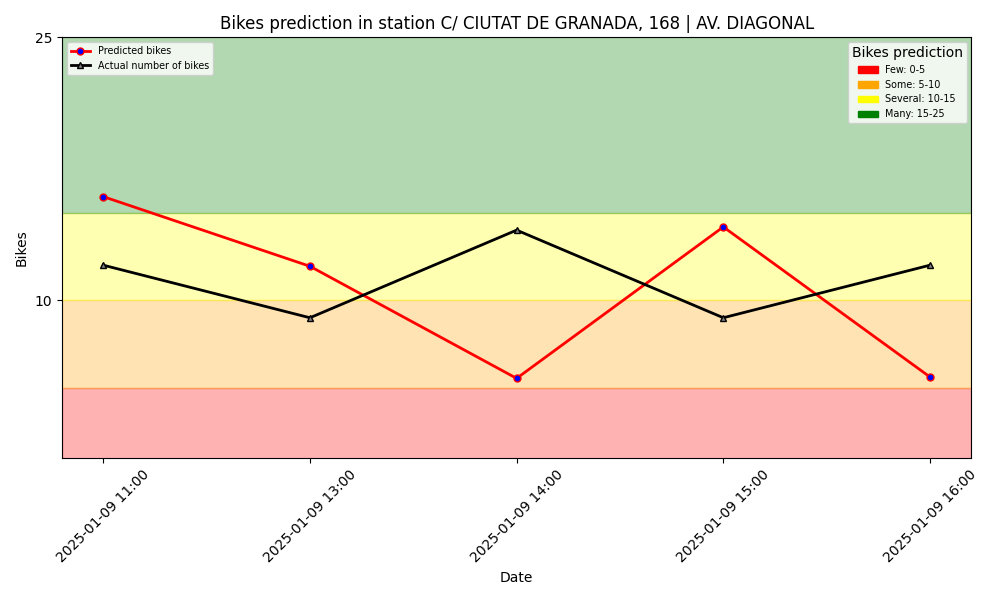 Bikes prediction in station C/ CIUTAT DE GRANADA, 168 | AV. DIAGONAL
25
Predicted bikes
Actual number of bikes
Bikes prediction
Few: 0-5
Some: 5-10
Several: 10-15
Many: 15-25
Bikes
10
2025-01-09 11:00
2025-01-09 13:00
2025-01-09 14:00
2025-01-09 15:00
2025-01-09 16:00
Date